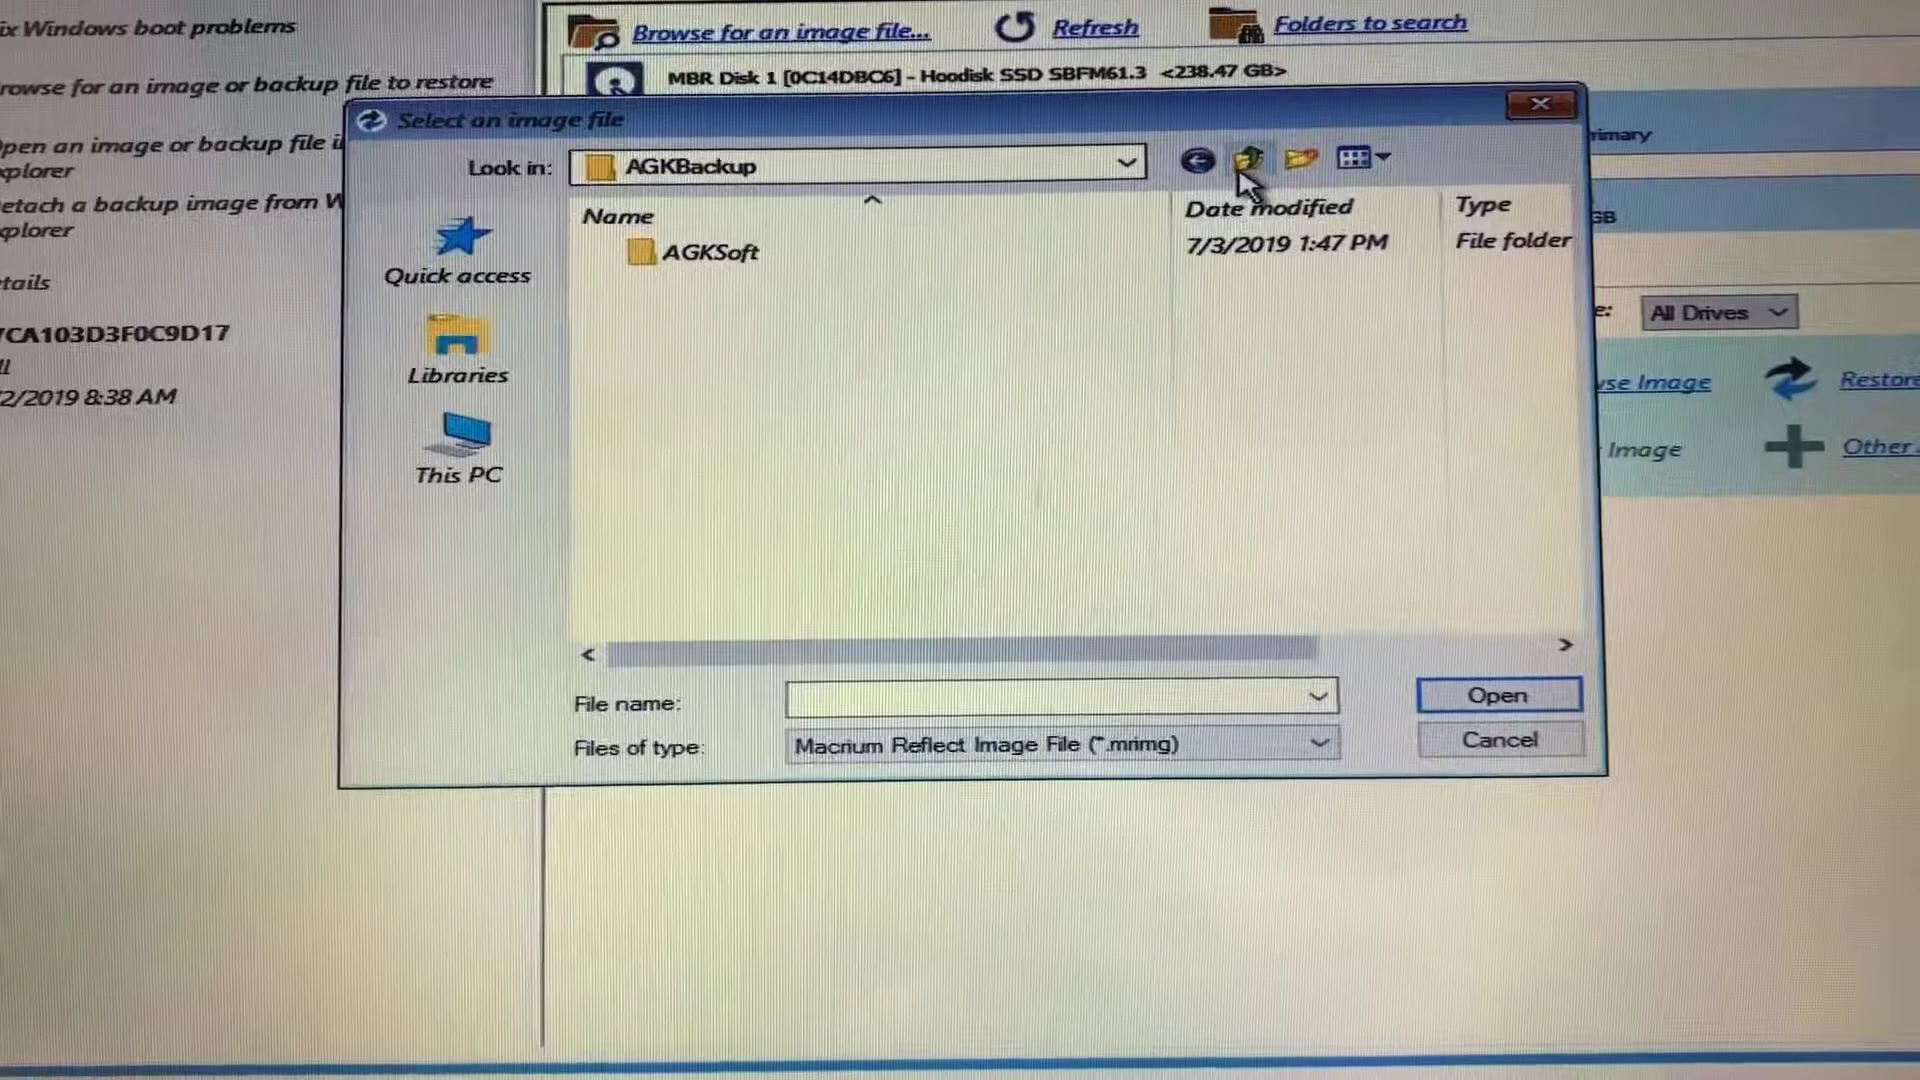 ix Windows boot problems
Browse for an image file...
Refresh
Folders to search
rowse for an image or backup file to restore
MBR Disk 1 [0C14DBC6] - Hoodisk SSD SBFM61.3 <238.47 GB>
Select an image file
rimary
pen an image or backup file i
xplorer
Look in:
AGKBackup
etach a backup image from W
xplorer
Name
Date modified
Type
GB
AGKSoft
7/3/2019 1:47 PM
File folder
Quick access
etails
e:
All Drives
7CA103D3F0C9D17
Libraries
se Image
Restore
2/2019 8:38 AM
This PC
Image
Other
File name:
Open
Files of type:
Macrium Reflect Image File (*.mrimg)
Cancel